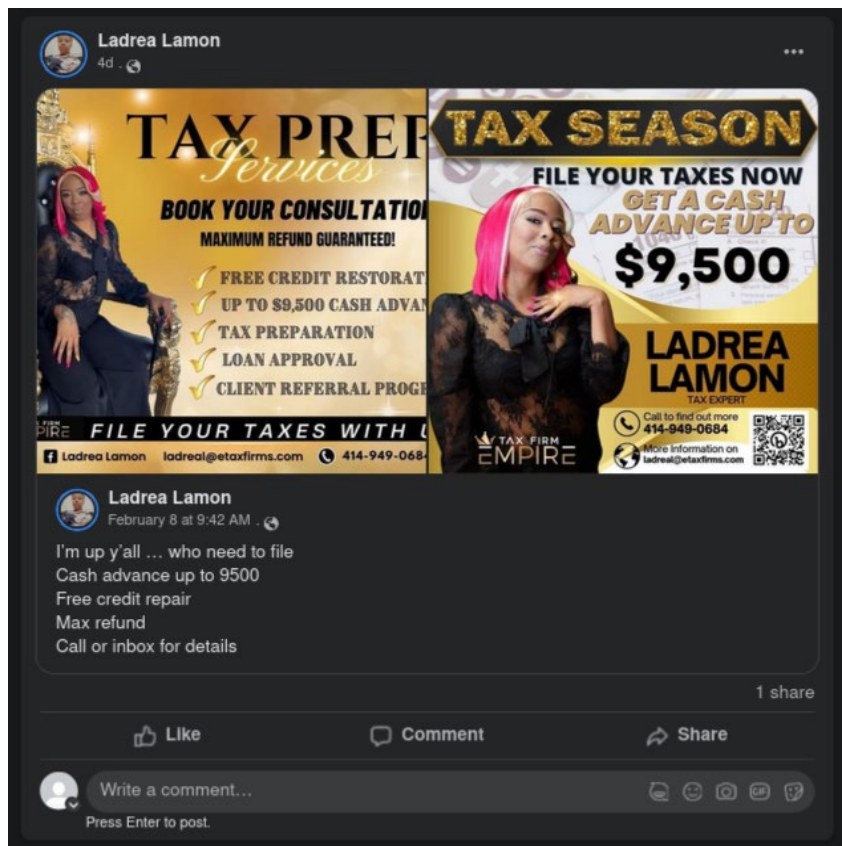 Ladrea Lamon
4d .
TAX PREP
Services
BOOK YOUR CONSULTATIO
MAXIMUM REFUND GUARANTEED!
FREE CREDIT RESTORAT
UP TO $9,500 CASH ADVAN
TAX PREPARATION
LOAN APPROVAL
CLIENT REFERRAL PROG
FIRM
PIRE
FILE YOUR TAXES WITH U
Ladrea Lamon ladreal@etaxfirms.com 414-949-068
TAX SEASON
FILE YOUR TAXES NOW
GET A CASH
ADVANCE UP TO
$9,500
LADREA
LAMON
TAX EXPERT
Call to find out more
414-949-0684
More Information on
ladreal@etaxfirms.com
TAX FIRM
EMPIRE
Ladrea Lamon
February 8 at 9:42 AM .
I'm up y'all ... who need to file
Cash advance up to 9500
Free credit repair
Max refund
Call or inbox for details
1 share
Like Comment Share
Write a comment...
GIF
Press Enter to post.